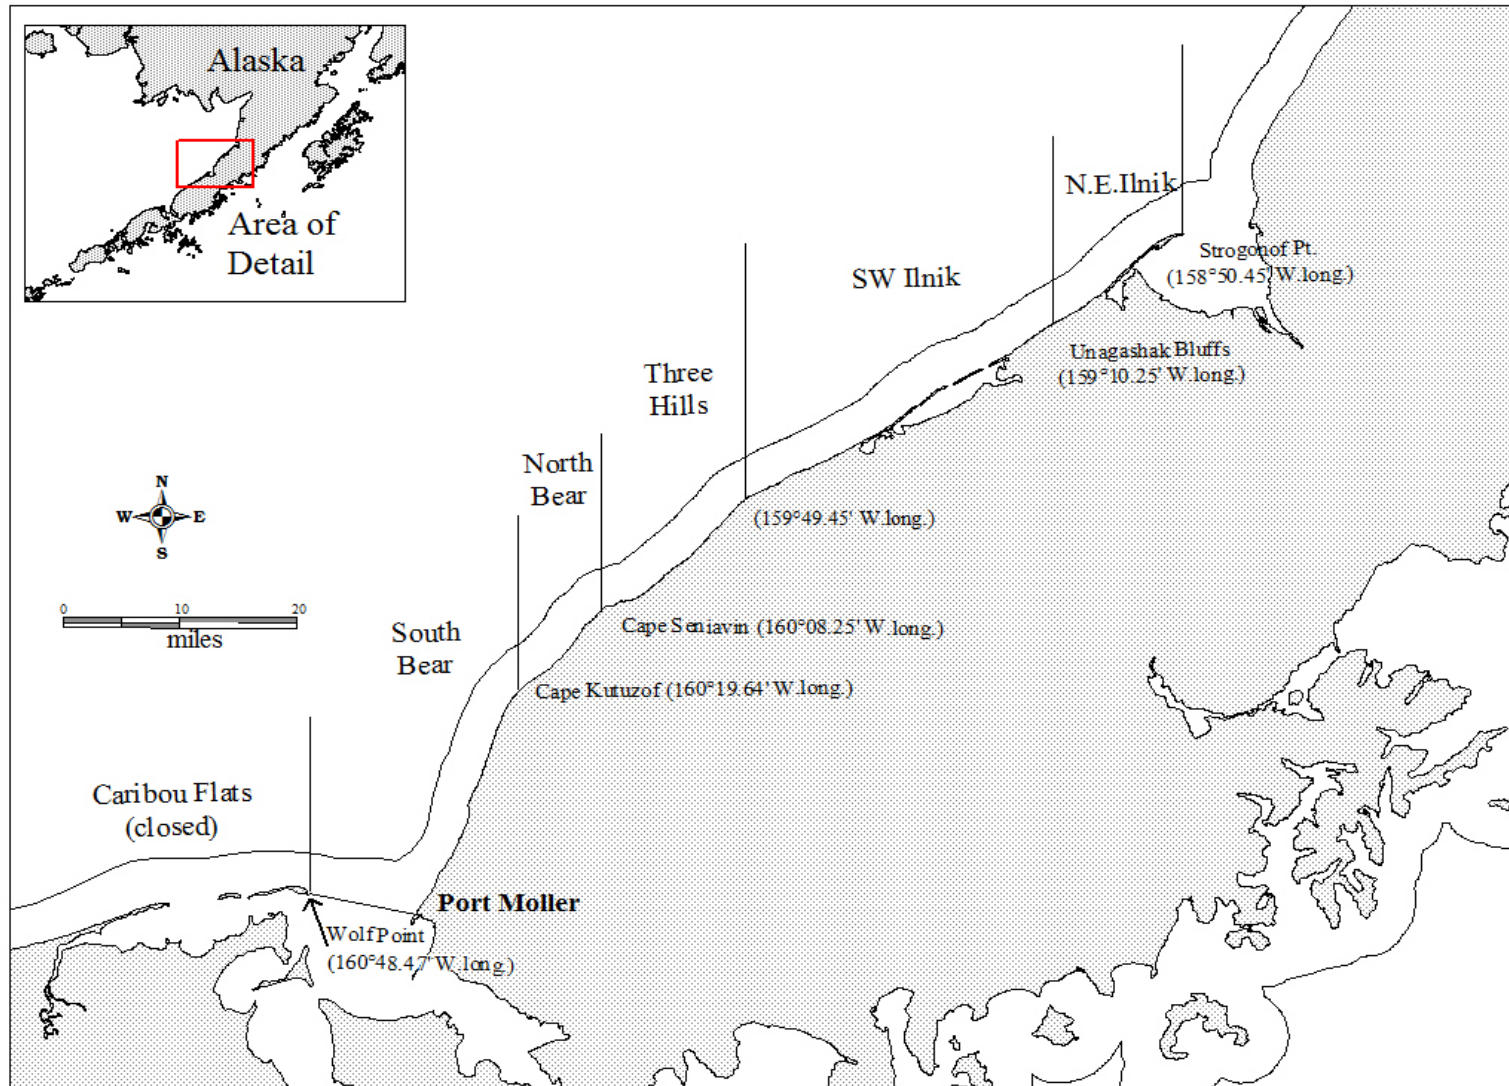 Alaska
Area of
Detail
N.E.Ilnik
Strogonof Pt.
(158°50.45' W.long.)
SW Ilnik
Unagashak Bluffs
(159°10.25' W.long.)
Three
Hills
North
Bear
(159°49.45' W.long.)
N
W
E
S
0
10
20
miles
South
Bear
Cape Seniavin (160°08.25' W.long.)
Cape Kutuzof (160°19.64' W.long.)
Caribou Flats
(closed)
Port Moller
Wolf Point
(160°48.47' W.long.)